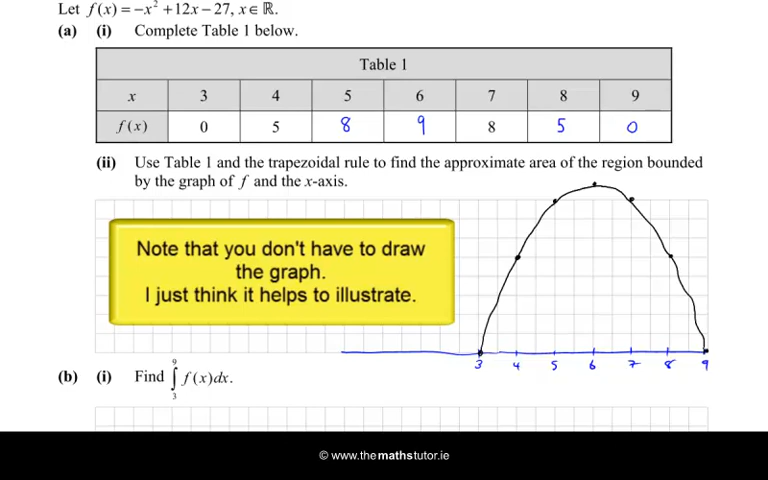 Let f(x) = −x² + 12x − 27, x ∈ ℝ.
(a) (i) Complete Table 1 below.
Table 1
x 3 4 5 6 7 8 9
f(x) 0 5 8 9 8 5 0
(ii) Use Table 1 and the trapezoidal rule to find the approximate area of the region bounded
by the graph of f and the x-axis.
Note that you don't have to draw
the graph.
I just think it helps to illustrate.
3 4 5 6 7 8 9
(b) (i) Find ∫₃⁹ f(x)dx.
© www.themathstutor.ie